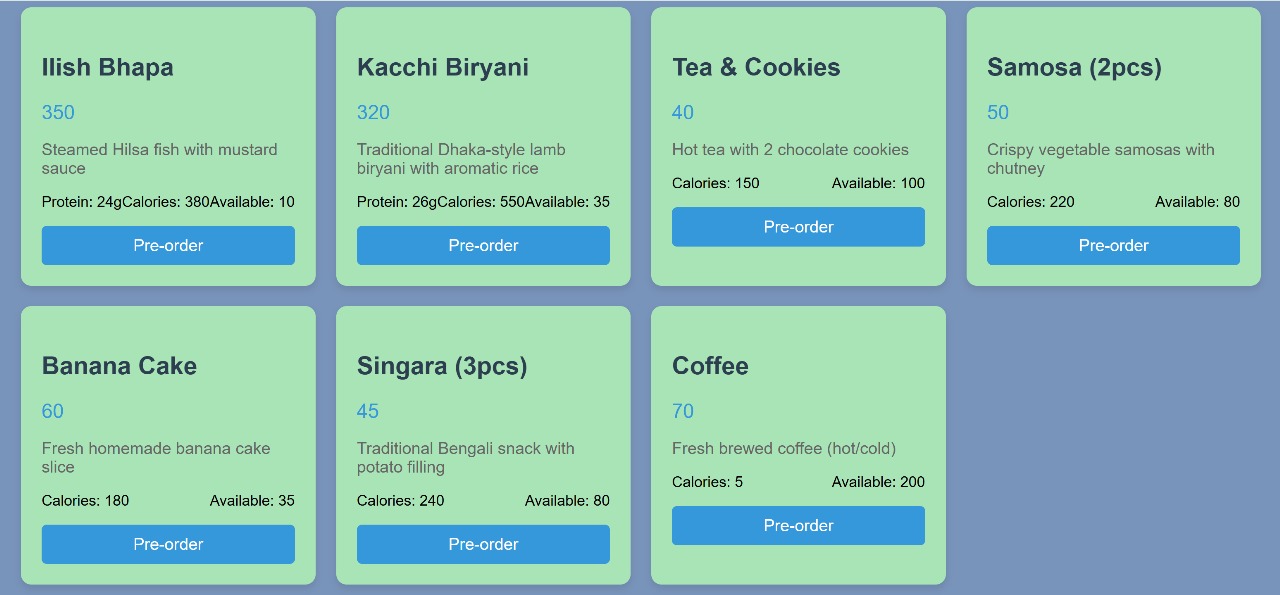 Ilish Bhapa
350
Steamed Hilsa fish with mustard
sauce
Protein: 24gCalories: 380Available: 10
Pre-order
Kacchi Biryani
320
Traditional Dhaka-style lamb
biryani with aromatic rice
Protein: 26gCalories: 550Available: 35
Pre-order
Tea & Cookies
40
Hot tea with 2 chocolate cookies
Calories: 150 Available: 100
Pre-order
Samosa (2pcs)
50
Crispy vegetable samosas with
chutney
Calories: 220 Available: 80
Pre-order
Banana Cake
60
Fresh homemade banana cake
slice
Calories: 180 Available: 35
Pre-order
Singara (3pcs)
45
Traditional Bengali snack with
potato filling
Calories: 240 Available: 80
Pre-order
Coffee
70
Fresh brewed coffee (hot/cold)
Calories: 5 Available: 200
Pre-order